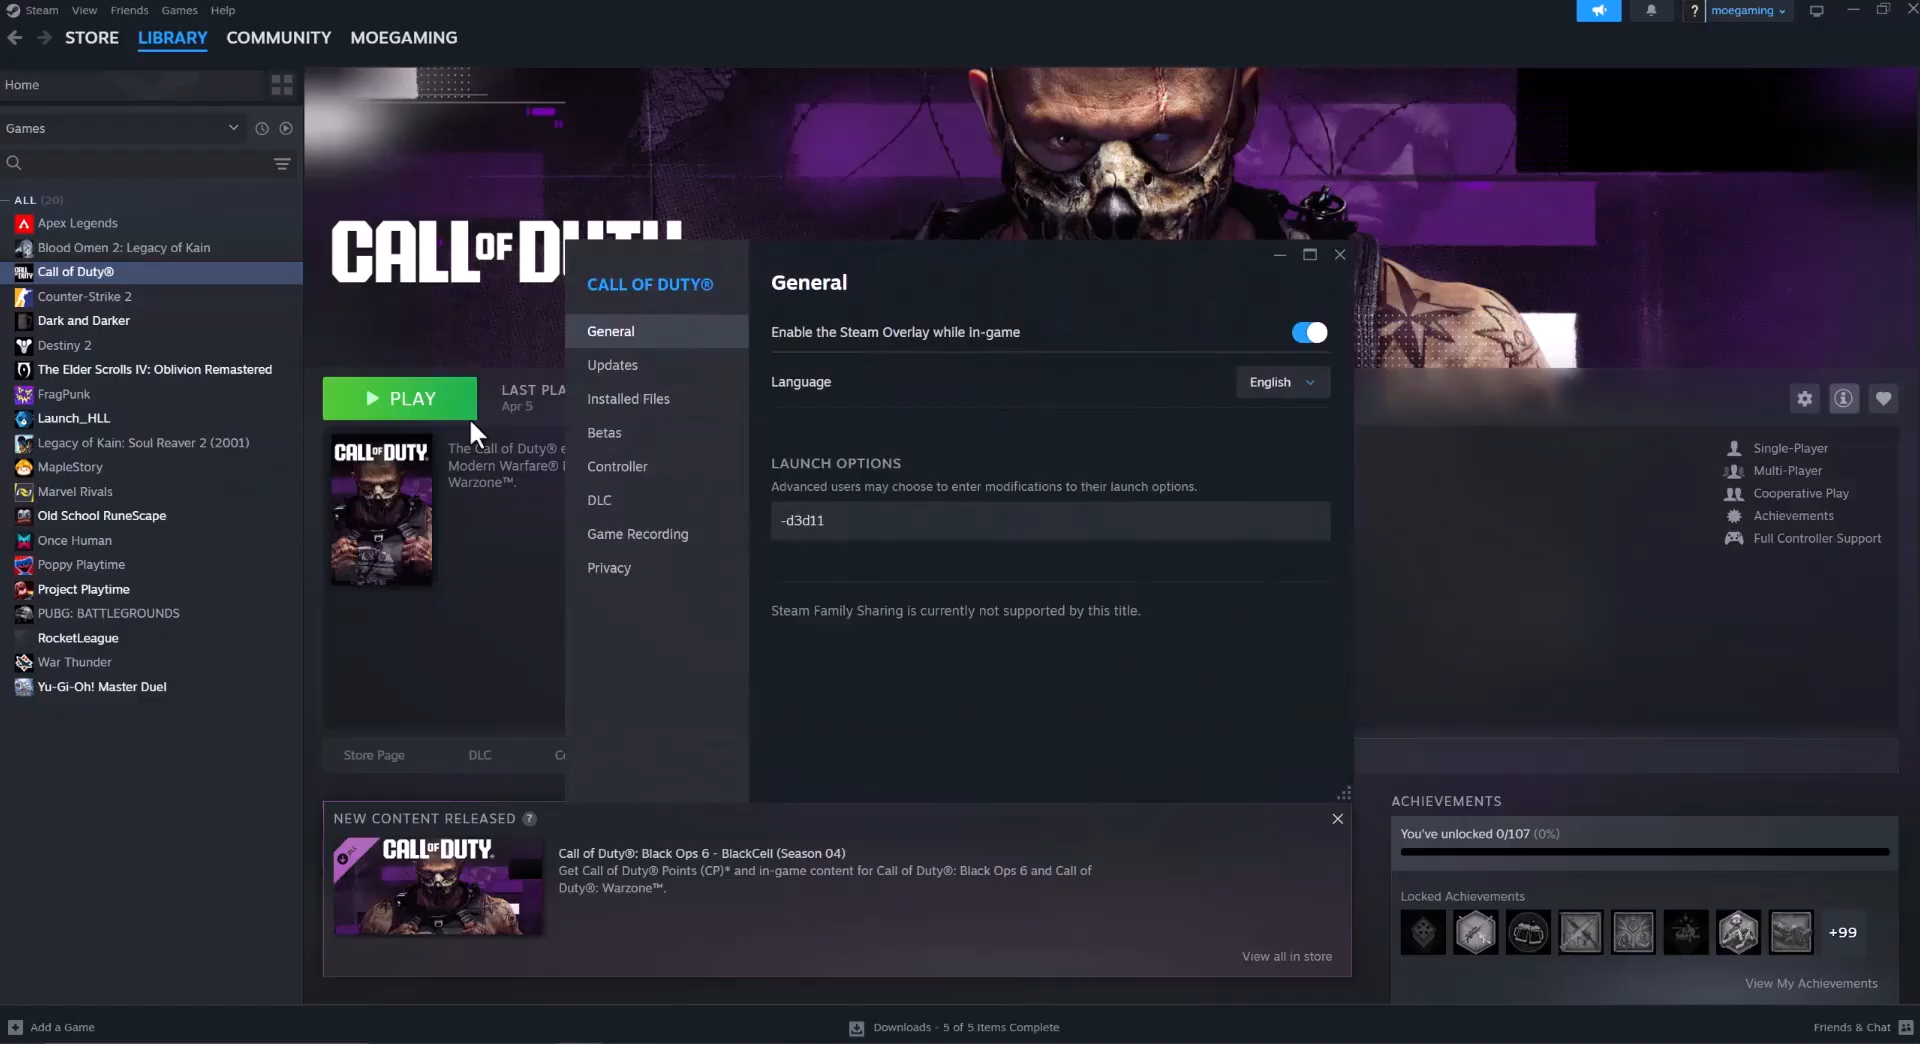 Steam View Friends Games Help
? moegaming
STORE LIBRARY COMMUNITY MOEGAMING
Home
Games
ALL (20)
Apex Legends
Blood Omen 2: Legacy of Kain
Call of Duty®
Counter-Strike 2
Dark and Darker
Destiny 2
The Elder Scrolls IV: Oblivion Remastered
FragPunk
Launch_HLL
Legacy of Kain: Soul Reaver 2 (2001)
MapleStory
Marvel Rivals
Old School RuneScape
Once Human
Poppy Playtime
Project Playtime
PUBG: BATTLEGROUNDS
RocketLeague
War Thunder
Yu-Gi-Oh! Master Duel
CALL OF DUTY
PLAY
LAST PLA
Apr 5
CALL OF DUTY
The Call of Duty® e
Modern Warfare®
Warzone™.
Store Page DLC
CALL OF DUTY®
General
Updates
Installed Files
Betas
Controller
DLC
Game Recording
Privacy
General
Enable the Steam Overlay while in-game
Language English
LAUNCH OPTIONS
Advanced users may choose to enter modifications to their launch options.
-d3d11
Steam Family Sharing is currently not supported by this title.
Single-Player
Multi-Player
Cooperative Play
Achievements
Full Controller Support
NEW CONTENT RELEASED ?
CALL OF DUTY
Call of Duty®: Black Ops 6 - BlackCell (Season 04)
Get Call of Duty® Points (CP)* and in-game content for Call of Duty®: Black Ops 6 and Call of
Duty®: Warzone™.
View all in store
ACHIEVEMENTS
You've unlocked 0/107 (0%)
Locked Achievements
+99
View My Achievements
Add a Game
Downloads - 5 of 5 Items Complete
Friends & Chat